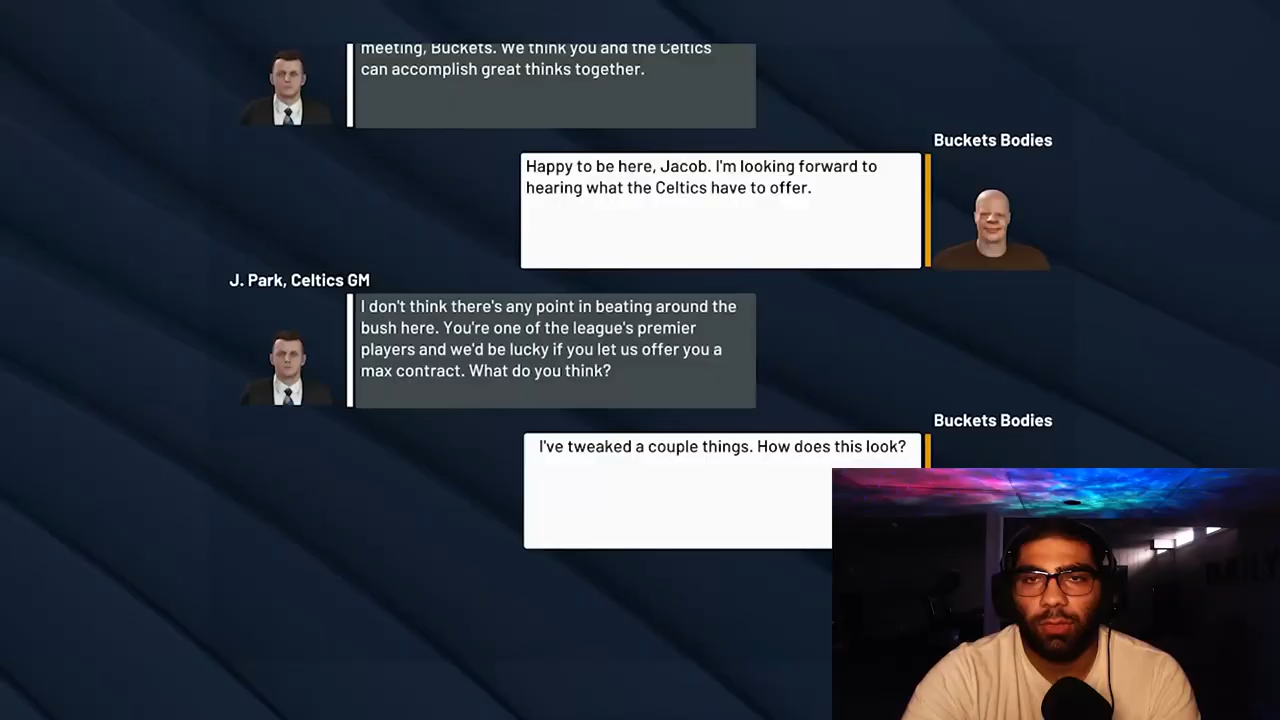 meeting, Buckets. We think you and the Celtics
can accomplish great thinks together.
Buckets Bodies
Happy to be here, Jacob. I'm looking forward to
hearing what the Celtics have to offer.
J. Park, Celtics GM
I don't think there's any point in beating around the
bush here. You're one of the league's premier
players and we'd be lucky if you let us offer you a
max contract. What do you think?
Buckets Bodies
I've tweaked a couple things. How does this look?